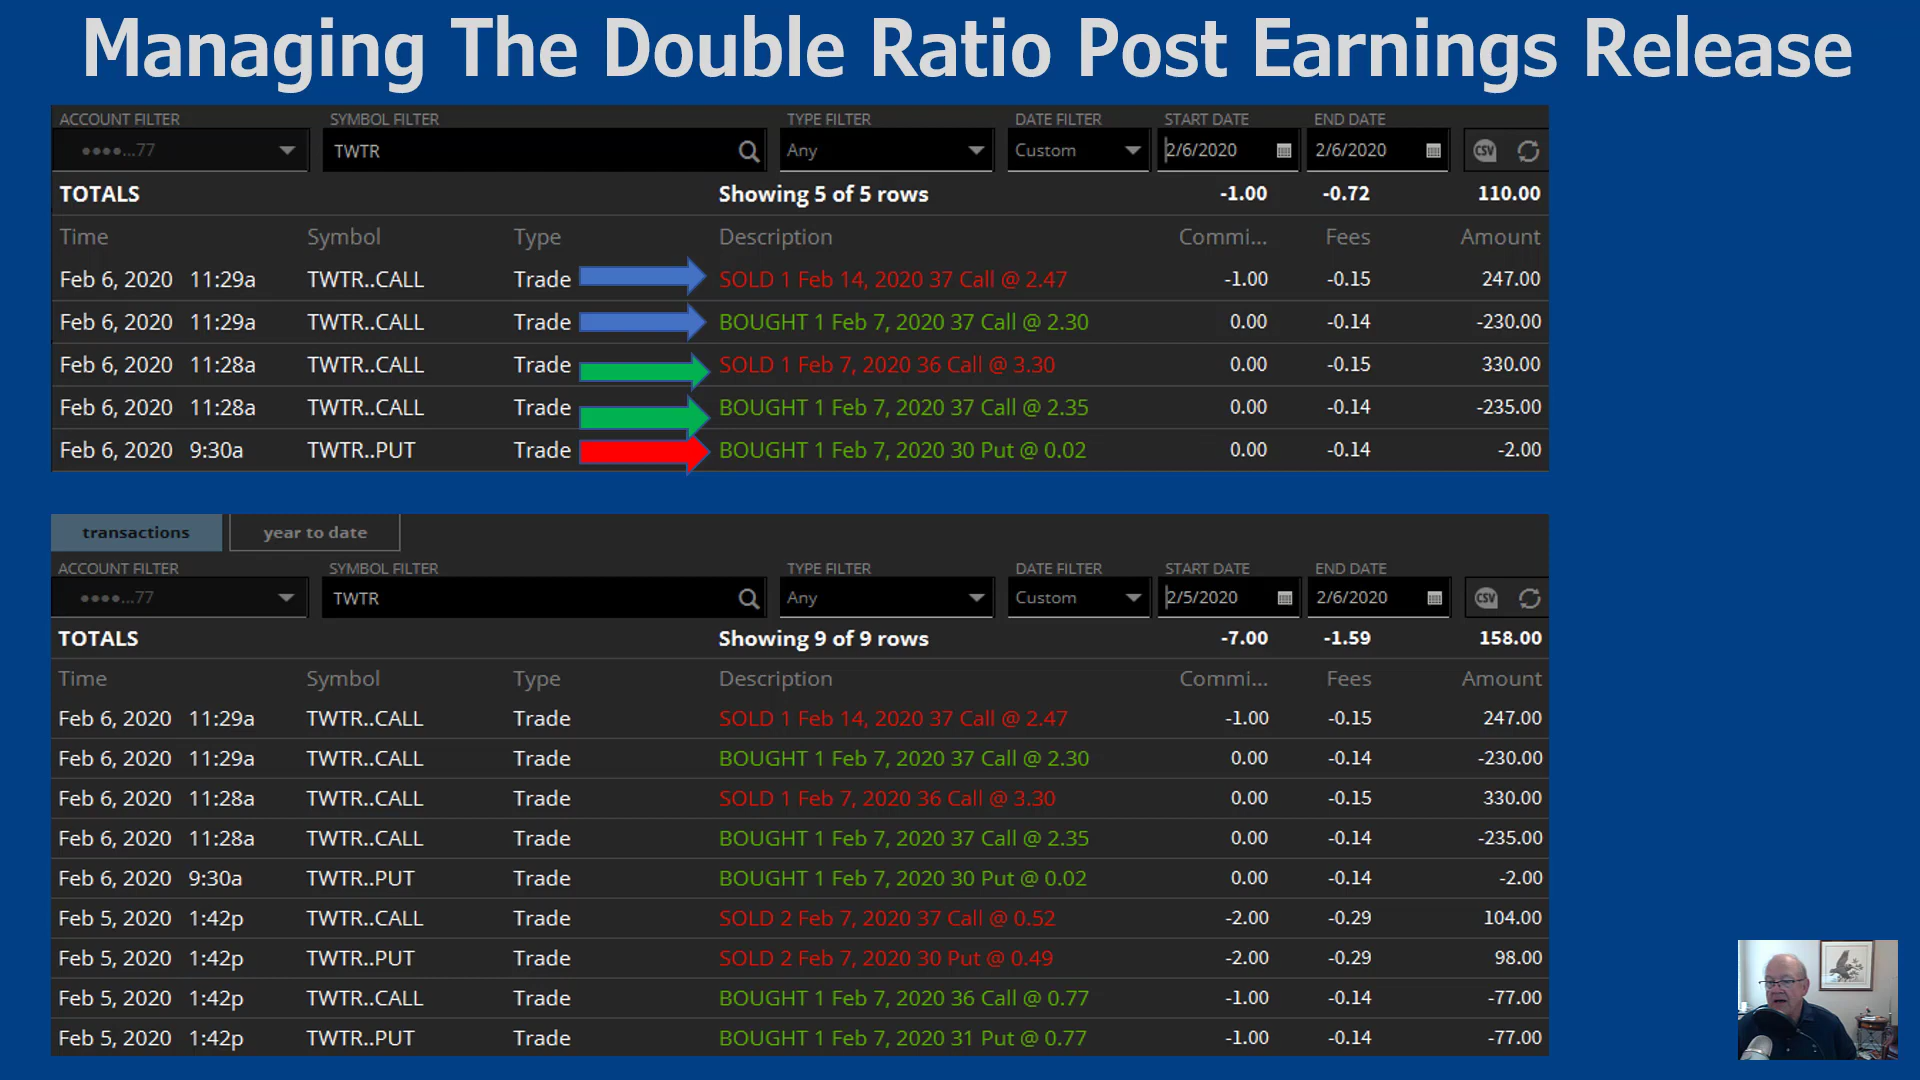 Managing The Double Ratio Post Earnings Release
ACCOUNT FILTER SYMBOL FILTER TYPE FILTER DATE FILTER START DATE END DATE
●●●●...77 TWTR Any Custom 2/6/2020 2/6/2020 CSV
TOTALS Showing 5 of 5 rows -1.00 -0.72 110.00
Time Symbol Type Description Commi... Fees Amount
Feb 6, 2020 11:29a TWTR..CALL Trade SOLD 1 Feb 14, 2020 37 Call @ 2.47 -1.00 -0.15 247.00
Feb 6, 2020 11:29a TWTR..CALL Trade BOUGHT 1 Feb 7, 2020 37 Call @ 2.30 0.00 -0.14 -230.00
Feb 6, 2020 11:28a TWTR..CALL Trade SOLD 1 Feb 7, 2020 36 Call @ 3.30 0.00 -0.15 330.00
Feb 6, 2020 11:28a TWTR..CALL Trade BOUGHT 1 Feb 7, 2020 37 Call @ 2.35 0.00 -0.14 -235.00
Feb 6, 2020 9:30a TWTR..PUT Trade BOUGHT 1 Feb 7, 2020 30 Put @ 0.02 0.00 -0.14 -2.00
transactions year to date
ACCOUNT FILTER SYMBOL FILTER TYPE FILTER DATE FILTER START DATE END DATE
●●●●...77 TWTR Any Custom 2/5/2020 2/6/2020 CSV
TOTALS Showing 9 of 9 rows -7.00 -1.59 158.00
Time Symbol Type Description Commi... Fees Amount
Feb 6, 2020 11:29a TWTR..CALL Trade SOLD 1 Feb 14, 2020 37 Call @ 2.47 -1.00 -0.15 247.00
Feb 6, 2020 11:29a TWTR..CALL Trade BOUGHT 1 Feb 7, 2020 37 Call @ 2.30 0.00 -0.14 -230.00
Feb 6, 2020 11:28a TWTR..CALL Trade SOLD 1 Feb 7, 2020 36 Call @ 3.30 0.00 -0.15 330.00
Feb 6, 2020 11:28a TWTR..CALL Trade BOUGHT 1 Feb 7, 2020 37 Call @ 2.35 0.00 -0.14 -235.00
Feb 6, 2020 9:30a TWTR..PUT Trade BOUGHT 1 Feb 7, 2020 30 Put @ 0.02 0.00 -0.14 -2.00
Feb 5, 2020 1:42p TWTR..CALL Trade SOLD 2 Feb 7, 2020 37 Call @ 0.52 -2.00 -0.29 104.00
Feb 5, 2020 1:42p TWTR..PUT Trade SOLD 2 Feb 7, 2020 30 Put @ 0.49 -2.00 -0.29 98.00
Feb 5, 2020 1:42p TWTR..CALL Trade BOUGHT 1 Feb 7, 2020 36 Call @ 0.77 -1.00 -0.14 -77.00
Feb 5, 2020 1:42p TWTR..PUT Trade BOUGHT 1 Feb 7, 2020 31 Put @ 0.77 -1.00 -0.14 -77.00